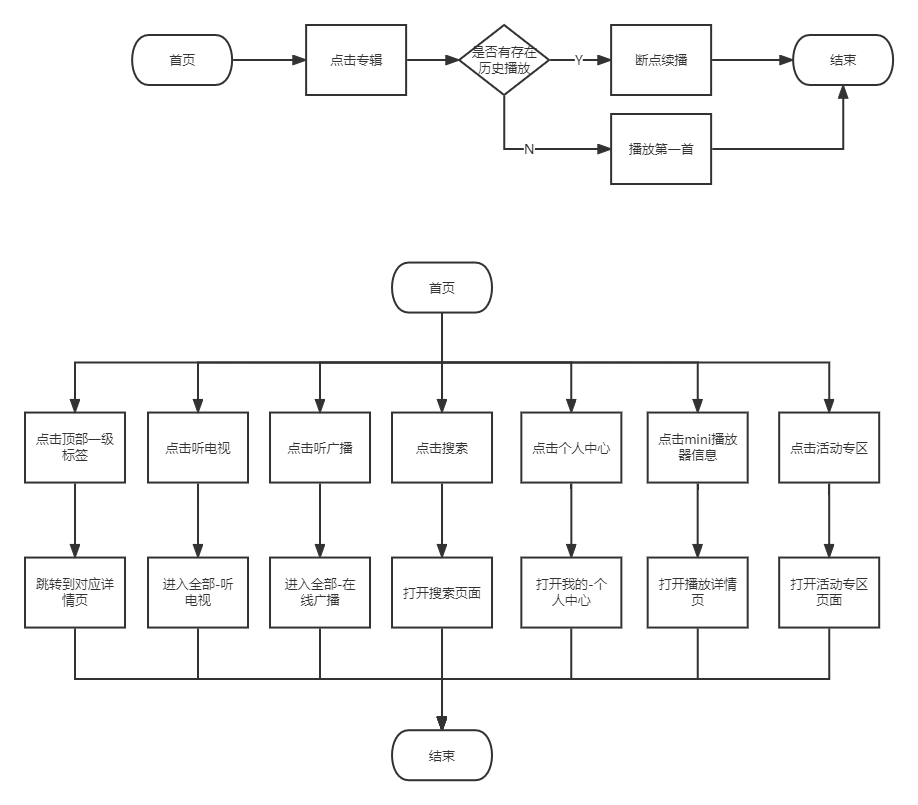 首页
点击专辑
是否有存在
历史播放
Y
断点续播
结束
N
播放第一首
首页
点击顶部一级
标签
点击听电视
点击听广播
点击搜索
点击个人中心
点击mini播放
器信息
点击活动专区
跳转到对应详
情页
进入全部-听
电视
进入全部-在
线广播
打开搜索页面
打开我的-个
人中心
打开播放详情
页
打开活动专区
页面
结束